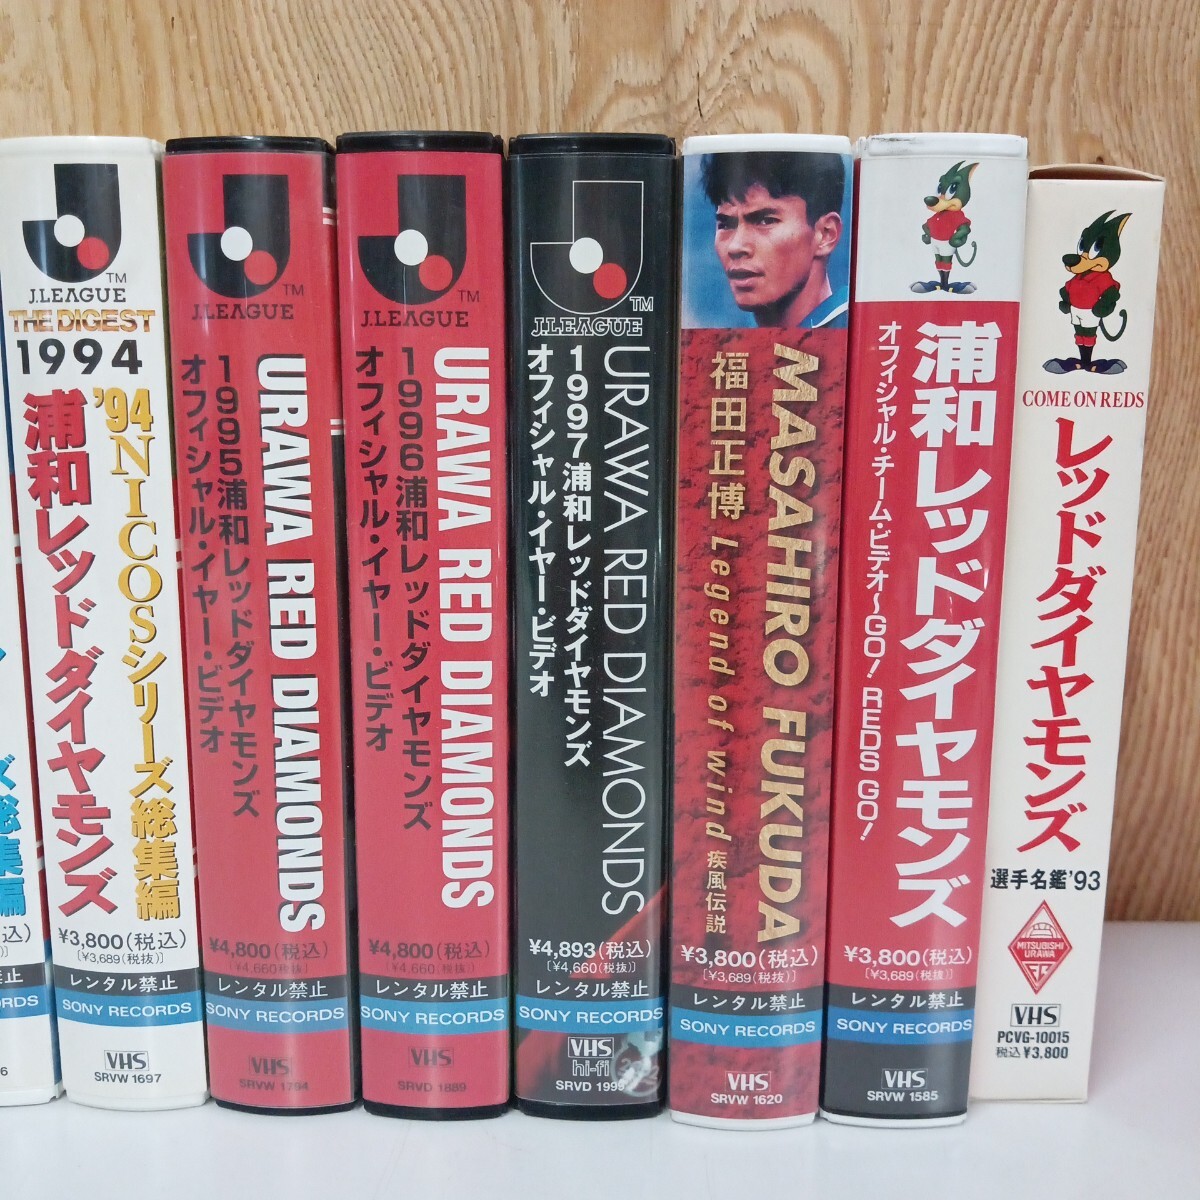 ズ総集編
RDS
6
TM
J.LEAGUE
THE DIGEST
1994
'94NICOSシリーズ総集編
浦和レッドダイヤモンズ
¥3,800(税込)
[¥3,689(税抜)]
レンタル禁止
SONY RECORDS
VHS
SRVW 1697
TM
J.LEAGUE
URAWA RED DIAMONDS
1995浦和レッドダイヤモンズ
オフィシャル・イヤー・ビデオ
¥4,800(税込)
[¥4,660(税抜)]
レンタル禁止
SONY RECORDS
VHS
SRVW 1794
TM
J.LEAGUE
URAWA RED DIAMONDS
1996浦和レッドダイヤモンズ
オフィシャル・イヤー・ビデオ
¥4,800(税込)
[¥4,660(税抜)]
レンタル禁止
SONY RECORDS
VHS
SRVD 1889
TM
J.LEAGUE
URAWA RED DIAMONDS
1997浦和レッドダイヤモンズ
オフィシャル・イヤー・ビデオ
¥4,893(税込)
[¥4,660(税抜)]
レンタル禁止
SONY RECORDS
VHS
hi-fi
SRVD 1999
MASAHIRO FUKUDA
福田正博 Legend of wind 疾風伝説
¥3,800(税込)
[¥3,689(税抜)]
レンタル禁止
SONY RECORDS
VHS
SRVW 1620
浦和レッドダイヤモンズ
オフィシャル・チーム・ビデオ〜GO! REDS GO!
¥3,800(税込)
[¥3,689(税抜)]
レンタル禁止
SONY RECORDS
VHS
SRVW 1585
COME ON REDS
レッドダイヤモンズ
選手名鑑'93
MITSUBISHI
URAWA
VHS
PCVG-10015
税込¥3,800